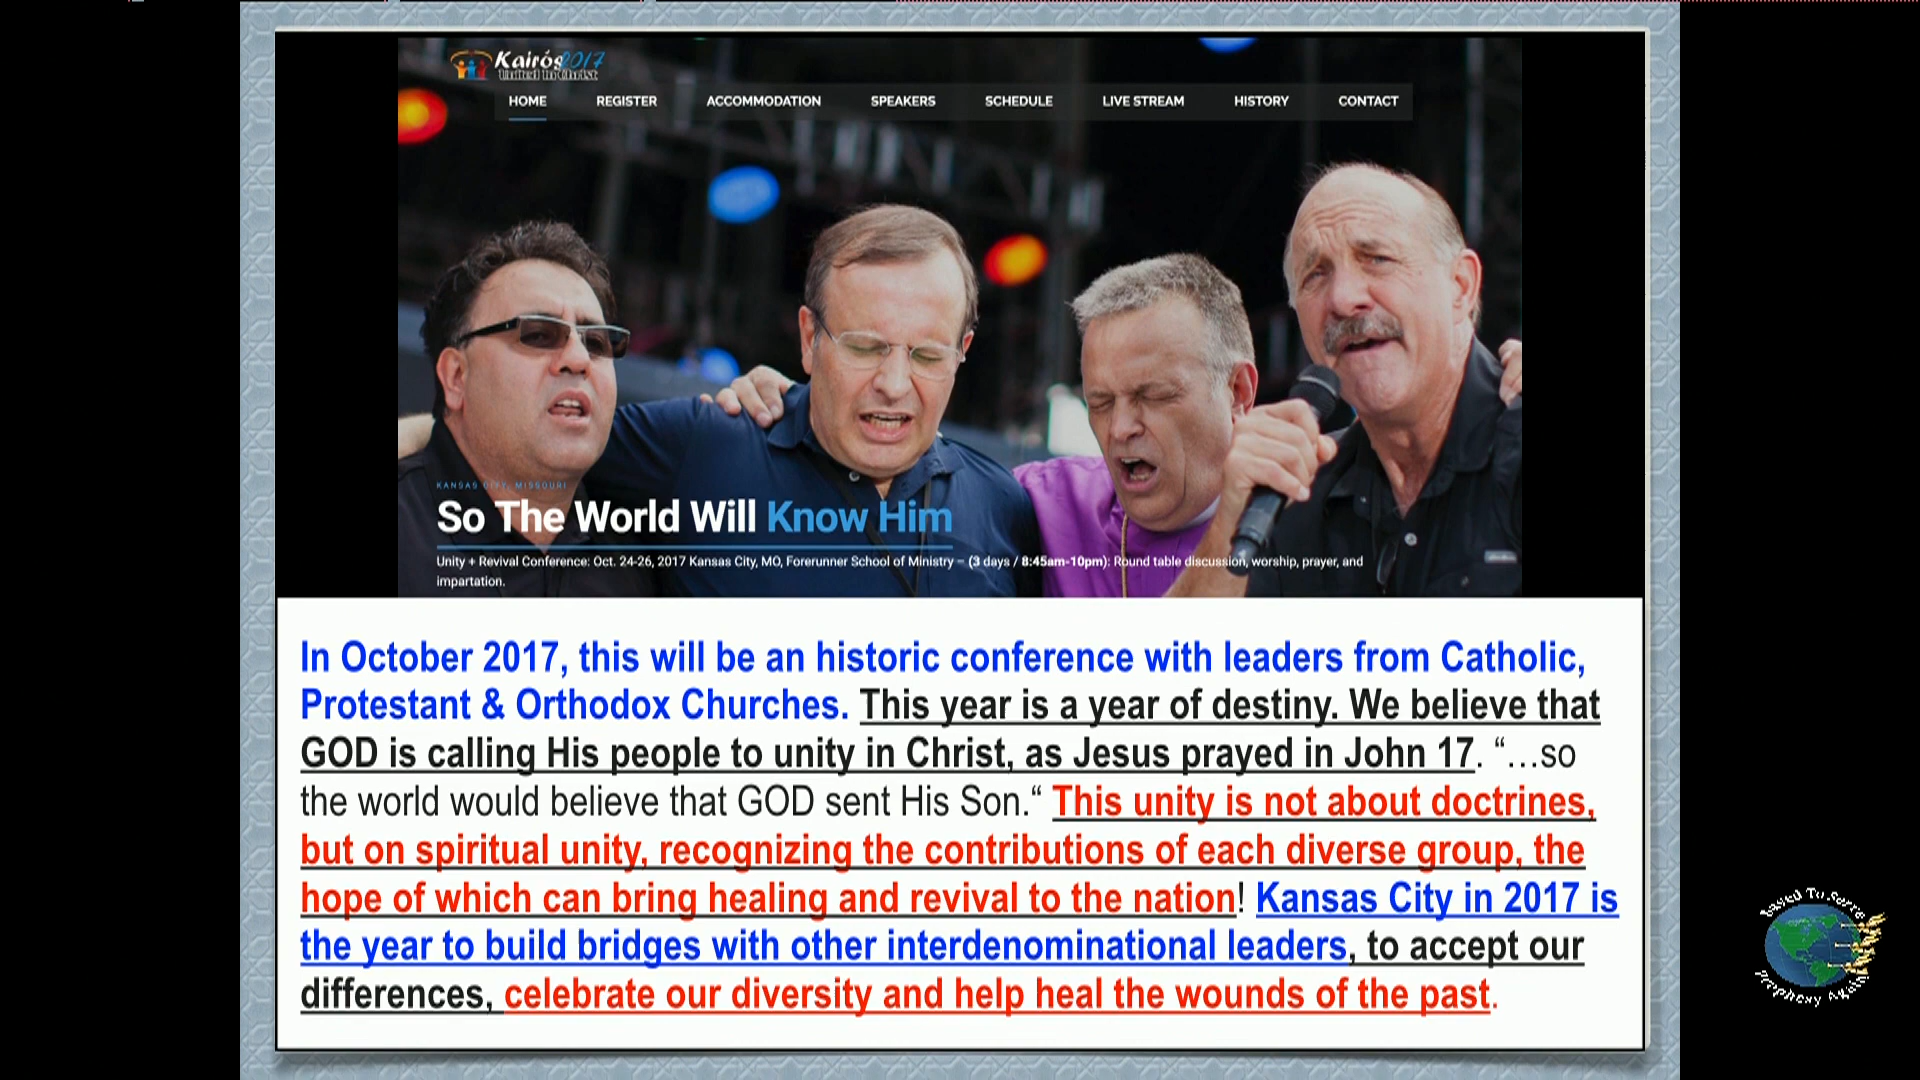 Kairós2017
United In Christ
HOME REGISTER ACCOMMODATION SPEAKERS SCHEDULE LIVE STREAM HISTORY CONTACT
KANSAS CITY, MISSOURI
So The World Will Know Him
Unity + Revival Conference: Oct. 24-26, 2017 Kansas City, MO, Forerunner School of Ministry – (3 days / 8:45am-10pm): Round table discussion, worship, prayer, and
impartation.
In October 2017, this will be an historic conference with leaders from Catholic,
Protestant & Orthodox Churches. This year is a year of destiny. We believe that
GOD is calling His people to unity in Christ, as Jesus prayed in John 17. “…so
the world would believe that GOD sent His Son.“ This unity is not about doctrines,
but on spiritual unity, recognizing the contributions of each diverse group, the
hope of which can bring healing and revival to the nation! Kansas City in 2017 is
the year to build bridges with other interdenominational leaders, to accept our
differences, celebrate our diversity and help heal the wounds of the past.
To Serve
Prophesy Again